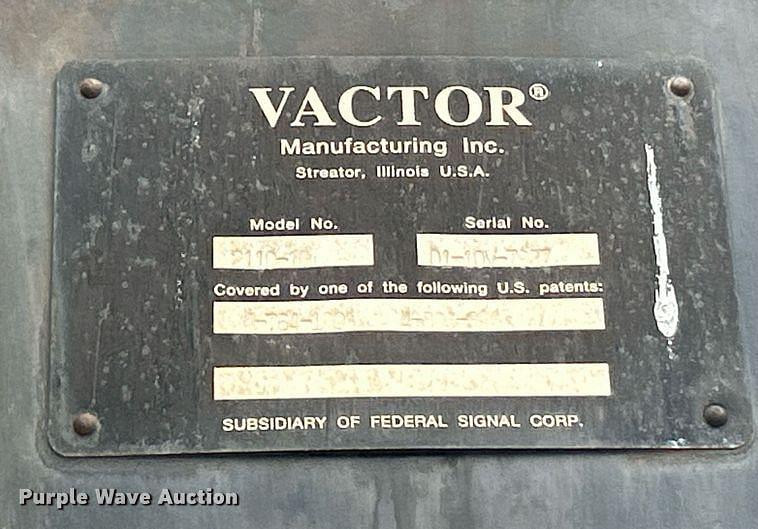 VACTOR®
Manufacturing Inc.
Streator, Illinois U.S.A.
Model No. Serial No.
Covered by one of the following U.S. patents:
SUBSIDIARY OF FEDERAL SIGNAL CORP.
Purple Wave Auction